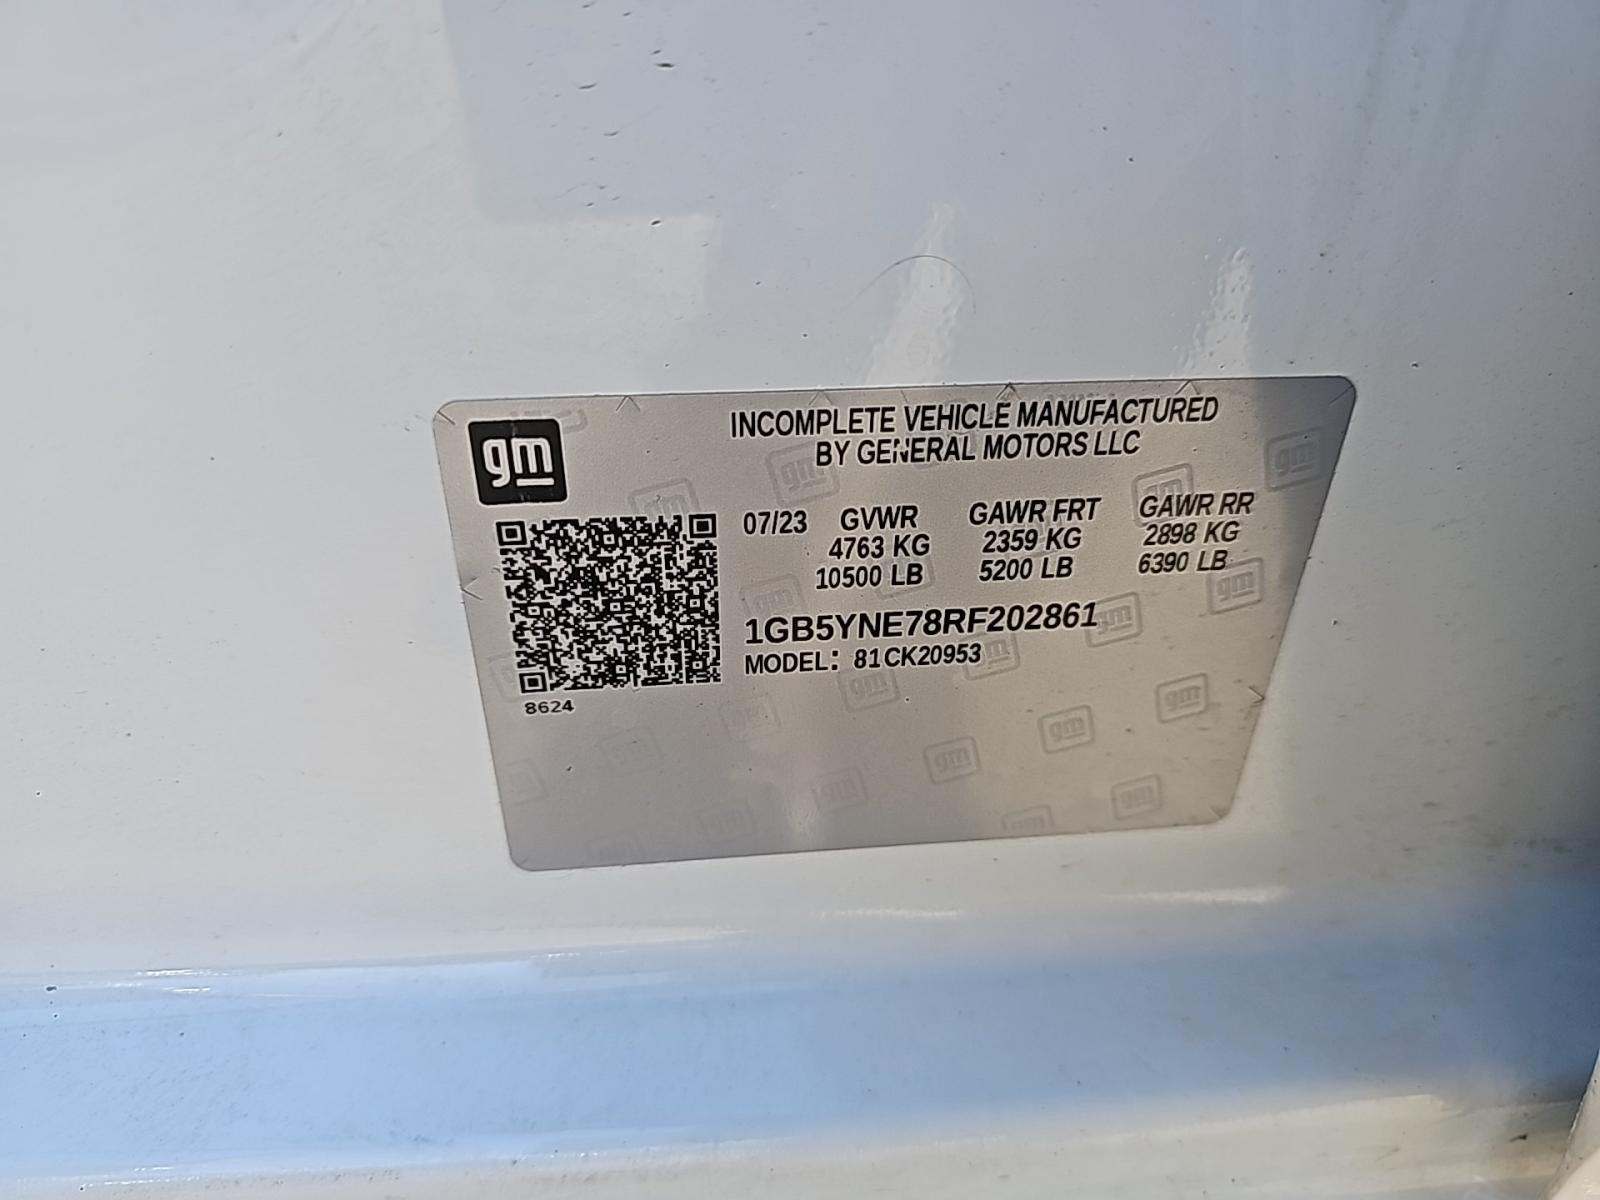 gm
INCOMPLETE VEHICLE MANUFACTURED
BY GENERAL MOTORS LLC
07/23 GVWR GAWR FRT GAWR RR
4763 KG 2359 KG 2898 KG
10500 LB 5200 LB 6390 LB
1GB5YNE78RF202861
MODEL: 81CK20953
8624